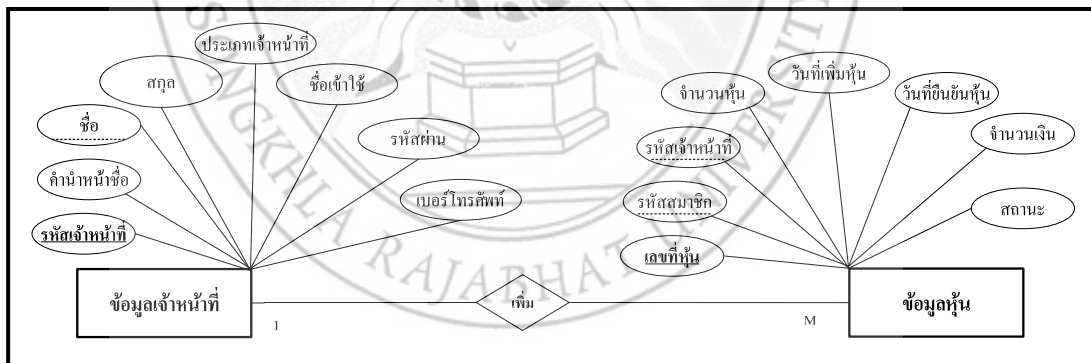 ประเภทเจ้าหน้าที่
สกุล
ชื่อเข้าใช้
ชื่อ
รหัสผ่าน
คำนำหน้าชื่อ
เบอร์โทรศัพท์
รหัสเจ้าหน้าที่
ข้อมูลเจ้าหน้าที่
1
เพิ่ม
M
ข้อมูลหุ้น
วันที่เพิ่มหุ้น
จำนวนหุ้น
วันที่ยืนยันหุ้น
รหัสเจ้าหน้าที่
จำนวนเงิน
รหัสสมาชิก
สถานะ
เลขที่หุ้น
SONGKHLA RAJABHAT UNIVERSITY